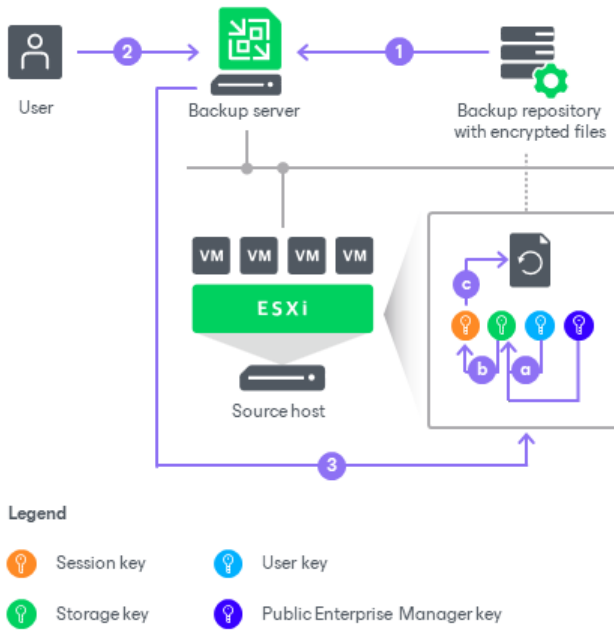 2
1
User
Backup server
Backup repository
with encrypted files
VM VM VM VM
ESXi
Source host
c
b
a
3
Legend
Session key
User key
Storage key
Public Enterprise Manager key